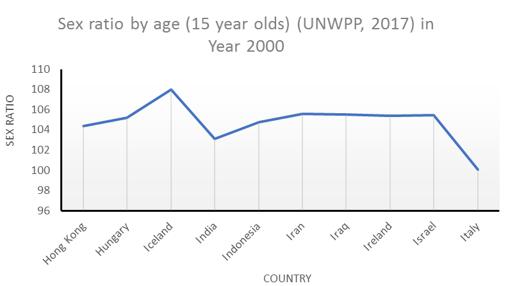 Sex ratio by age (15 year olds) (UNWPP, 2017) in
Year 2000
SEX RATIO
110
108
106
104
102
100
98
96
Hong Kong
Hungary
Iceland
India
Indonesia
Iran
Iraq
Ireland
Israel
Italy
COUNTRY